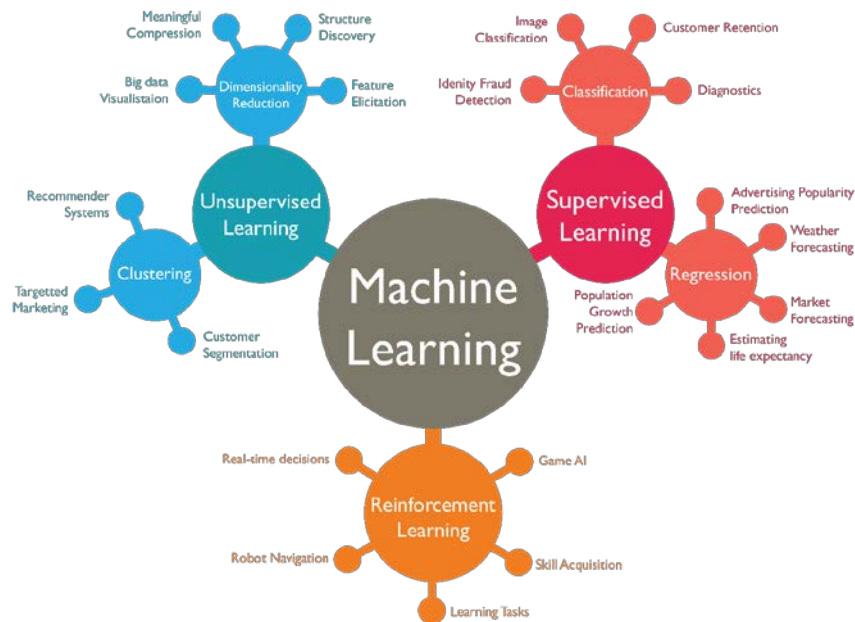 Meaningful
Compression
Structure
Discovery
Big data
Visualistaion
Dimensionality
Reduction
Feature
Elicitation
Recommender
Systems
Unsupervised
Learning
Clustering
Targetted
Marketing
Customer
Segmentation
Image
Classification
Customer Retention
Idenity Fraud
Detection
Classification
Diagnostics
Supervised
Learning
Advertising Popularity
Prediction
Weather
Forecasting
Regression
Population
Growth
Prediction
Market
Forecasting
Estimating
life expectancy
Machine
Learning
Real-time decisions
Game AI
Reinforcement
Learning
Robot Navigation
Skill Acquisition
Learning Tasks